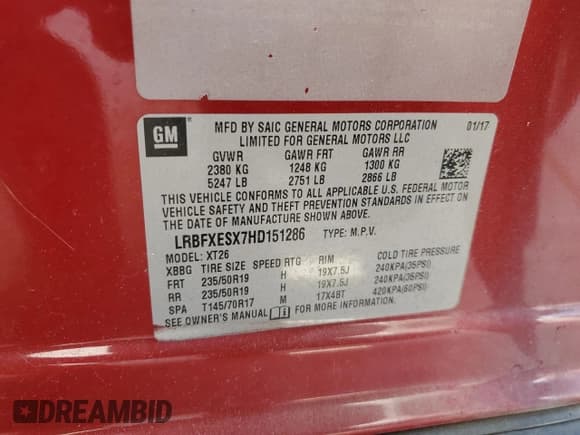 GM
®
MFD BY SAIC GENERAL MOTORS CORPORATION 01/17
LIMITED FOR GENERAL MOTORS LLC
GVWR GAWR FRT GAWR RR
2380 KG 1248 KG 1300 KG
5247 LB 2751 LB 2866 LB
THIS VEHICLE CONFORMS TO ALL APPLICABLE U.S. FEDERAL MOTOR
VEHICLE SAFETY AND THEFT PREVENTION STANDARDS IN EFFECT ON
THE DATE OF MANUFACTURE SHOWN ABOVE.
LRBFXESX7HD151286 TYPE: M.P.V.
MODEL: XT26
XBBG TIRE SIZE SPEED RTG RIM COLD TIRE PRESSURE
FRT 235/50R19 H 19X7.5J 240KPA(35PSI)
RR 235/50R19 H 19X7.5J 240KPA(35PSI)
SPA T145/70R17 M 17X4BT 420KPA(60PSI)
SEE OWNER'S MANUAL FOR MORE INFORMATION.
DREAMBID